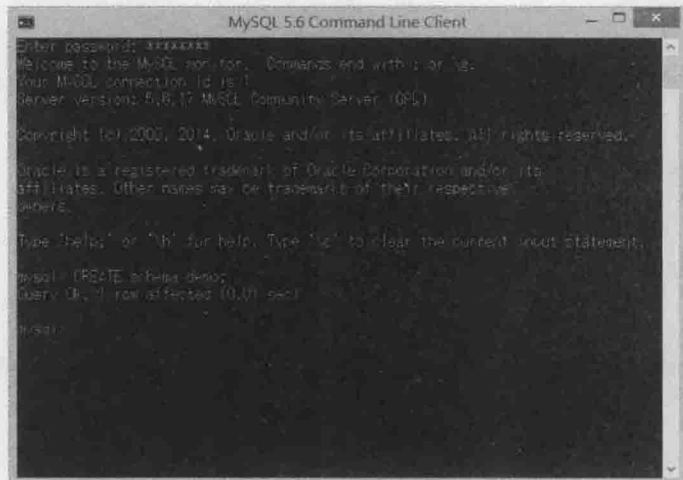 MySQL 5.6 Command Line Client
Enter password: ********
Welcome to the MySQL monitor.  Commands end with ; or \g.
Your MySQL connection id is 1
Server version: 5.6.17 MySQL Community Server (GPL)
Copyright (c) 2000, 2014, Oracle and/or its affiliates. All rights reserved.
Oracle is a registered trademark of Oracle Corporation and/or its
affiliates. Other names may be trademarks of their respective
owners.
Type 'help;' or '\h' for help. Type '\c' to clear the current input statement.
mysql> CREATE schema demo;
Query OK, 1 row affected (0.01 sec)
mysql>